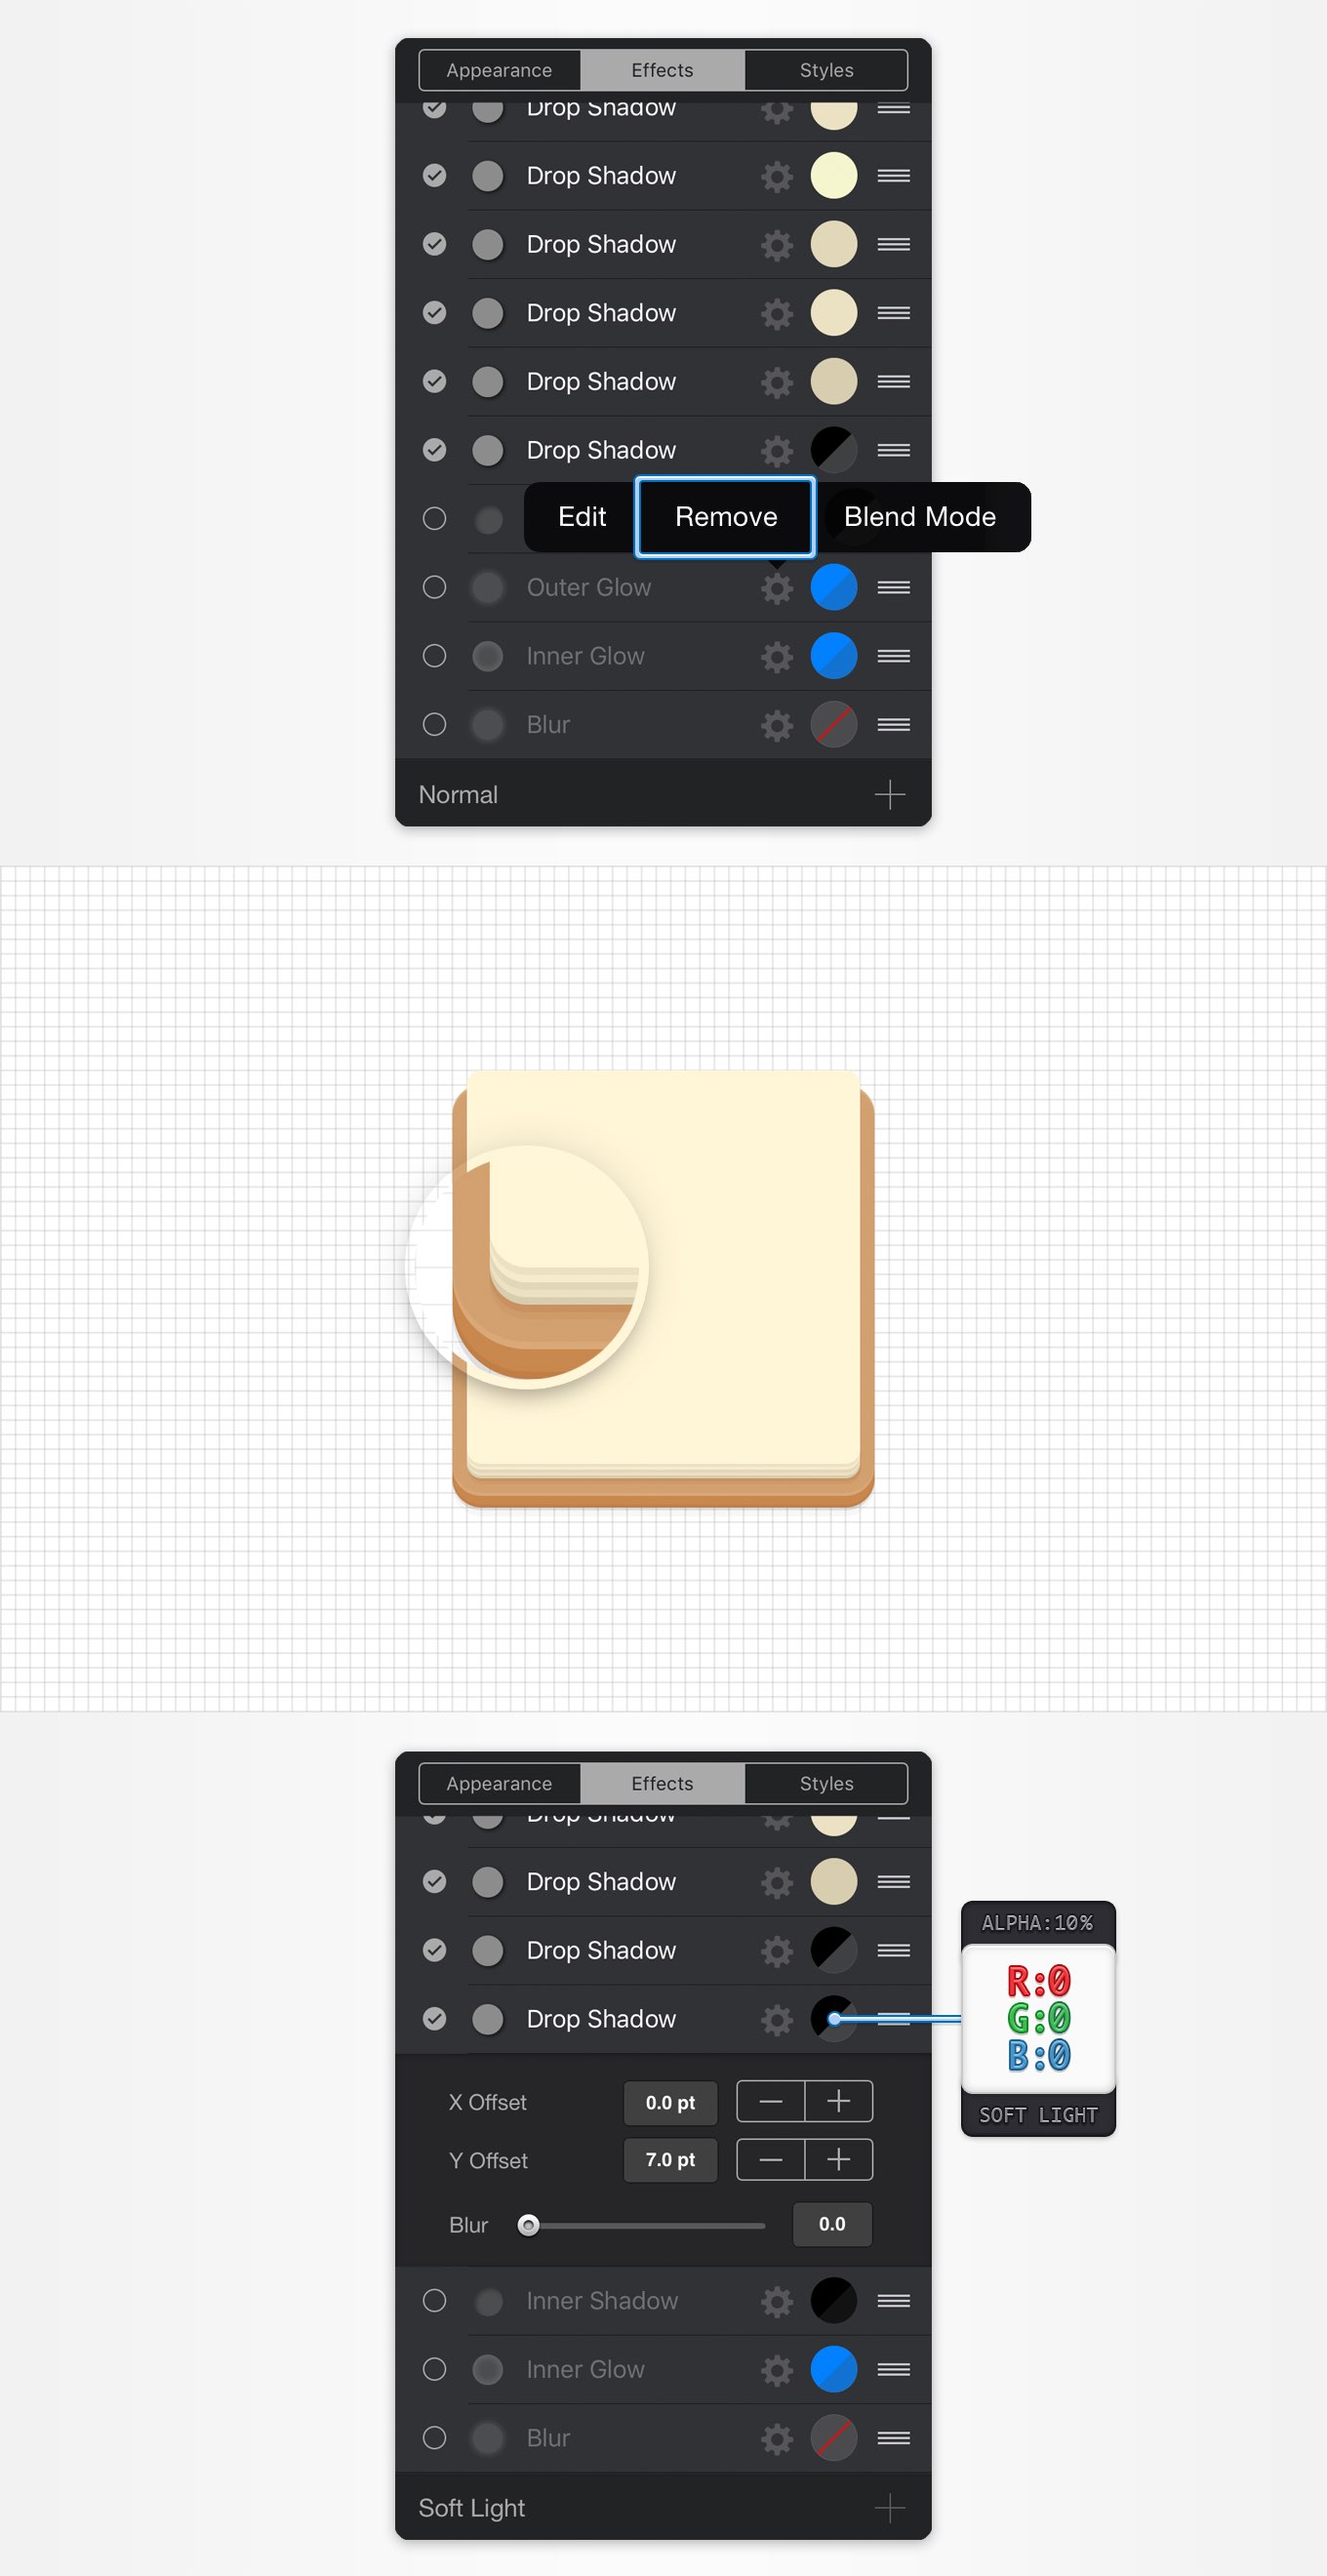 Appearance Effects Styles
Drop Shadow
Drop Shadow
Drop Shadow
Drop Shadow
Drop Shadow
Drop Shadow
Edit Remove Blend Mode
Outer Glow
Inner Glow
Blur
Normal
Appearance Effects Styles
Drop Shadow
Drop Shadow
Drop Shadow
Drop Shadow
ALPHA:10%
R:0
G:0
B:0
SOFT LIGHT
X Offset 0.0 pt
Y Offset 7.0 pt
Blur 0.0
Inner Shadow
Inner Glow
Blur
Soft Light